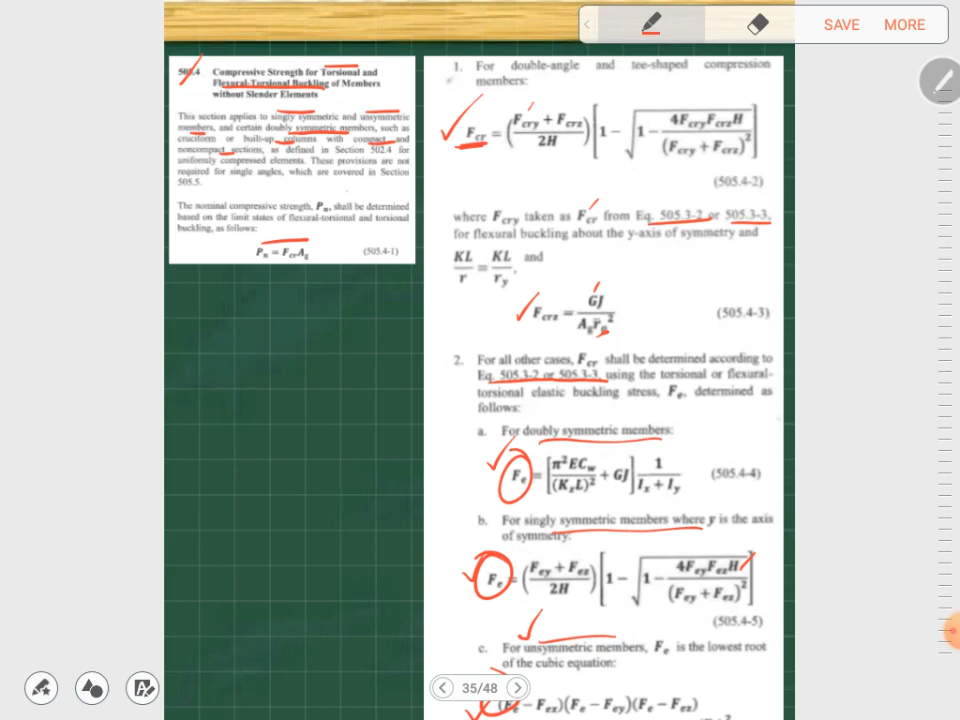 SAVE
MORE
505.4 Compressive Strength for Torsional and
Flexural-Torsional Buckling of Members
without Slender Elements
This section applies to singly symmetric and unsymmetric
members, and certain doubly symmetric members, such as
cruciform or built-up columns with compact and
noncompact sections, as defined in Section 502.4 for
uniformly compressed elements. These provisions are not
required for single angles, which are covered in Section
505.5.
The nominal compressive strength, Pn, shall be determined
based on the limit states of flexural-torsional and torsional
buckling, as follows:
Pn = FcrAg (505.4-1)
1. For double-angle and tee-shaped compression
members:
Fcr = ((Fcry + Fcrz)/2H) [1 − √(1 − 4FcryFcrzH/(Fcry + Fcrz)²)]
(505.4-2)
where Fcry taken as Fcr from Eq. 505.3-2 or 505.3-3,
for flexural buckling about the y-axis of symmetry and
KL/r = KL/ry, and
Fcrz = GJ/(Ag r̄o²) (505.4-3)
2. For all other cases, Fcr shall be determined according to
Eq. 505.3-2 or 505.3-3, using the torsional or flexural-
torsional elastic buckling stress, Fe, determined as
follows:
a. For doubly symmetric members:
Fe = [π²ECw/(KzL)² + GJ] 1/(Ix + Iy) (505.4-4)
b. For singly symmetric members where y is the axis
of symmetry:
Fe = ((Fey + Fez)/2H) [1 − √(1 − 4FeyFezH/(Fey + Fez)²)]
(505.4-5)
c. For unsymmetric members, Fe is the lowest root
of the cubic equation:
(Fe − Fex)(Fe − Fey)(Fe − Fez)
35/48